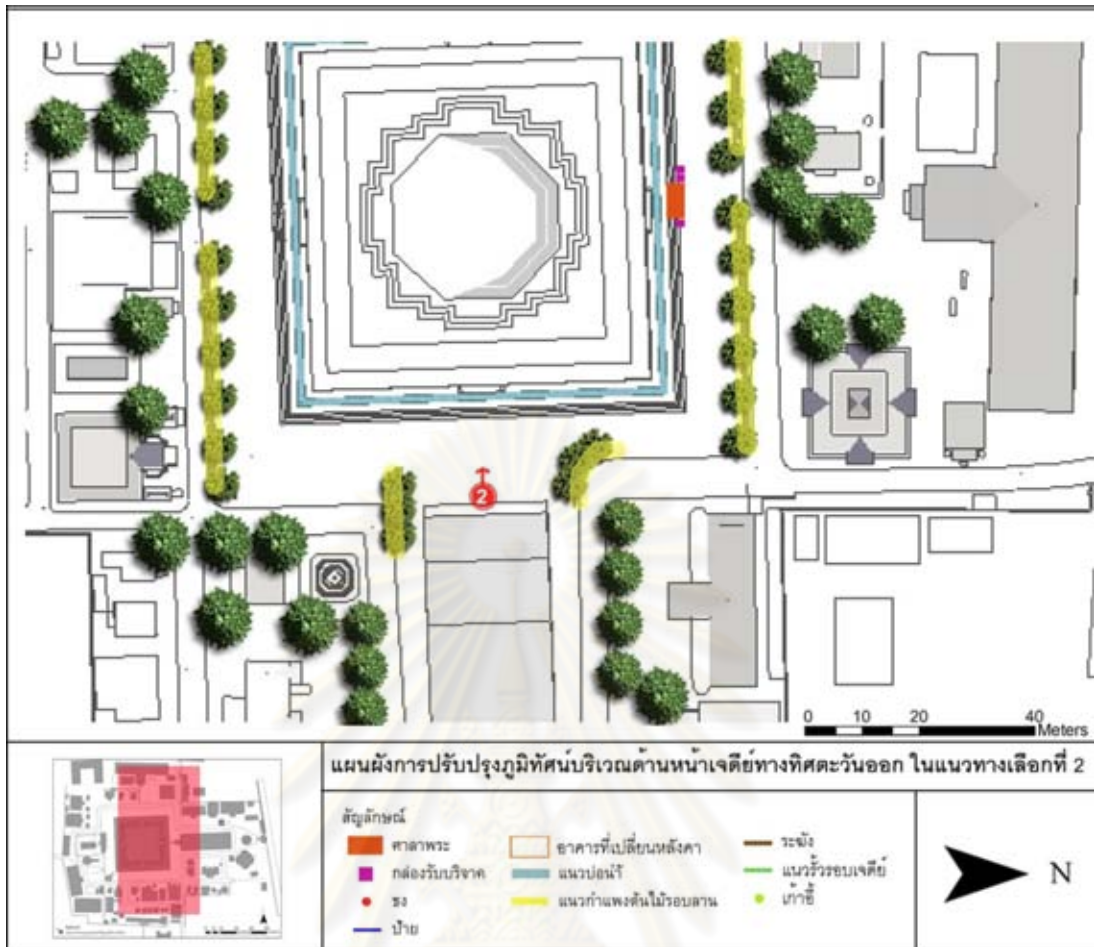 2
0 10 20 40
Meters
แผนผังการปรับปรุงภูมิทัศน์บริเวณด้านหน้าเจดีย์ทางทิศตะวันออก ในแนวทางเลือกที่ 2
สัญลักษณ์
ศาลาพระ
กล่องรับบริจาค
ธง
ป้าย
อาคารที่เปลี่ยนหลังคา
แนวบ่อน้ำ
แนวกำแพงต้นไม้รอบลาน
ระฆัง
แนวรั้วรอบเจดีย์
เก้าอี้
N